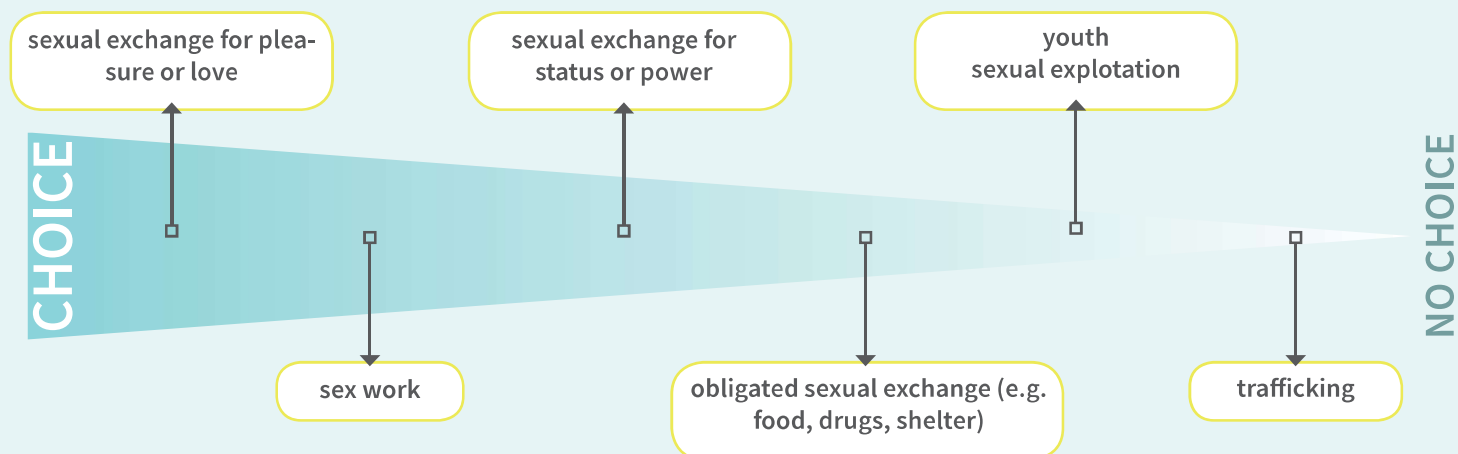 sexual exchange for plea-
sure or love
sexual exchange for
status or power
youth
sexual explotation
CHOICE
NO CHOICE
sex work
obligated sexual exchange (e.g.
food, drugs, shelter)
trafficking